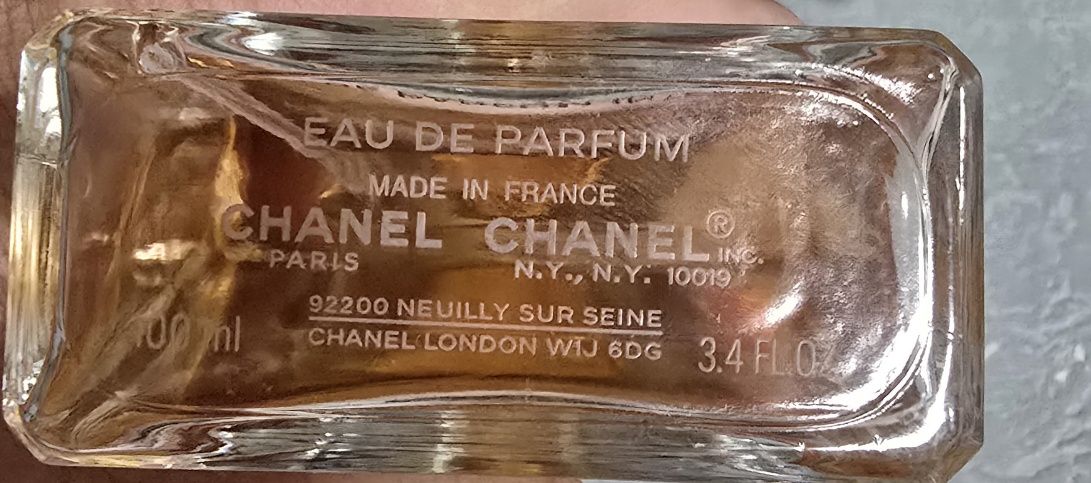 EAU DE PARFUM
MADE IN FRANCE
CHANEL CHANEL® INC.
PARIS N.Y., N.Y. 10019
92200 NEUILLY SUR SEINE
CHANEL LONDON W1J 6DG
100 ml 3.4 FL.OZ